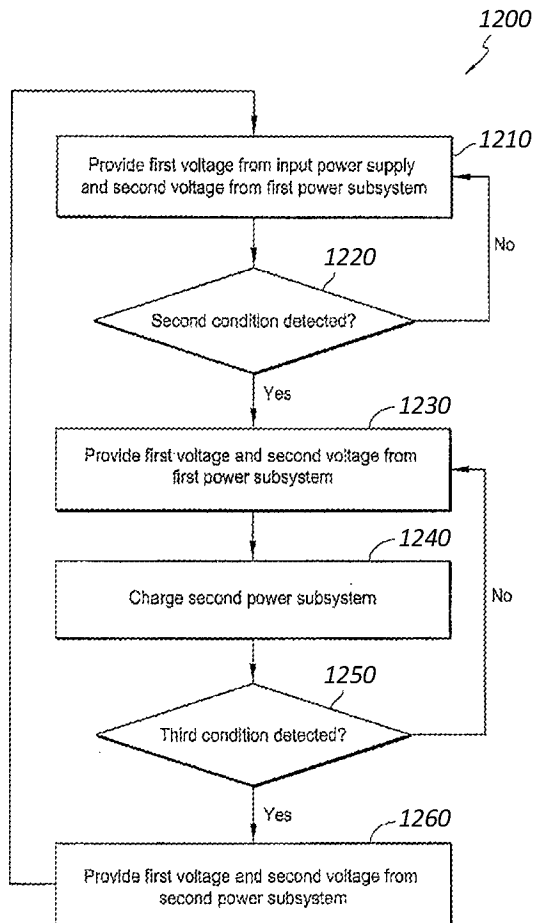 1200
1210
Provide first voltage from input power supply
and second voltage from first power subsystem
No
1220
Second condition detected?
Yes
1230
Provide first voltage and second voltage from
first power subsystem
1240
Charge second power subsystem
No
1250
Third condition detected?
Yes
1260
Provide first voltage and second voltage from
second power subsystem